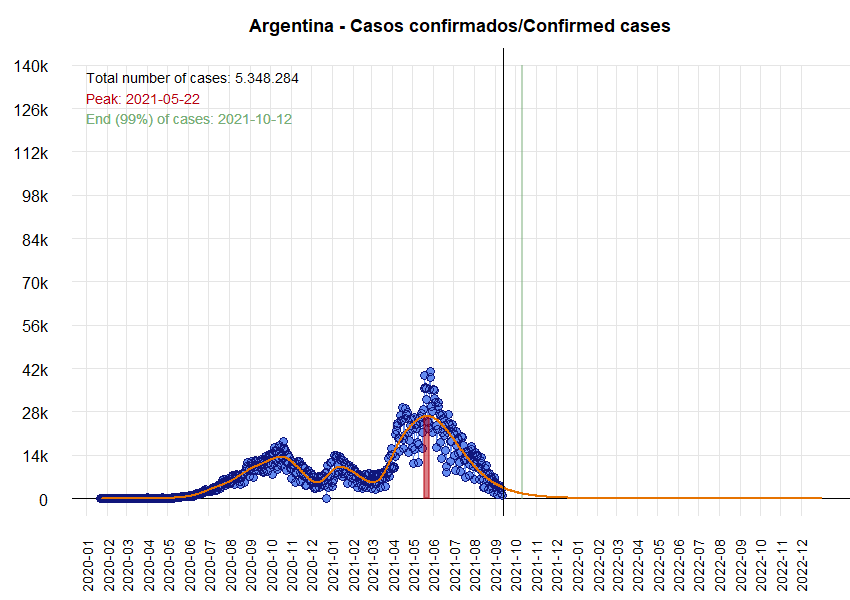 Argentina - Casos confirmados/Confirmed cases
140k
Total number of cases: 5.348.284
Peak: 2021-05-22
End (99%) of cases: 2021-10-12
126k
112k
98k
84k
70k
56k
42k
28k
14k
0
2020-01
2020-02
2020-03
2020-04
2020-05
2020-06
2020-07
2020-08
2020-09
2020-10
2020-11
2020-12
2021-01
2021-02
2021-03
2021-04
2021-05
2021-06
2021-07
2021-08
2021-09
2021-10
2021-11
2021-12
2022-01
2022-02
2022-03
2022-04
2022-05
2022-06
2022-07
2022-08
2022-09
2022-10
2022-11
2022-12